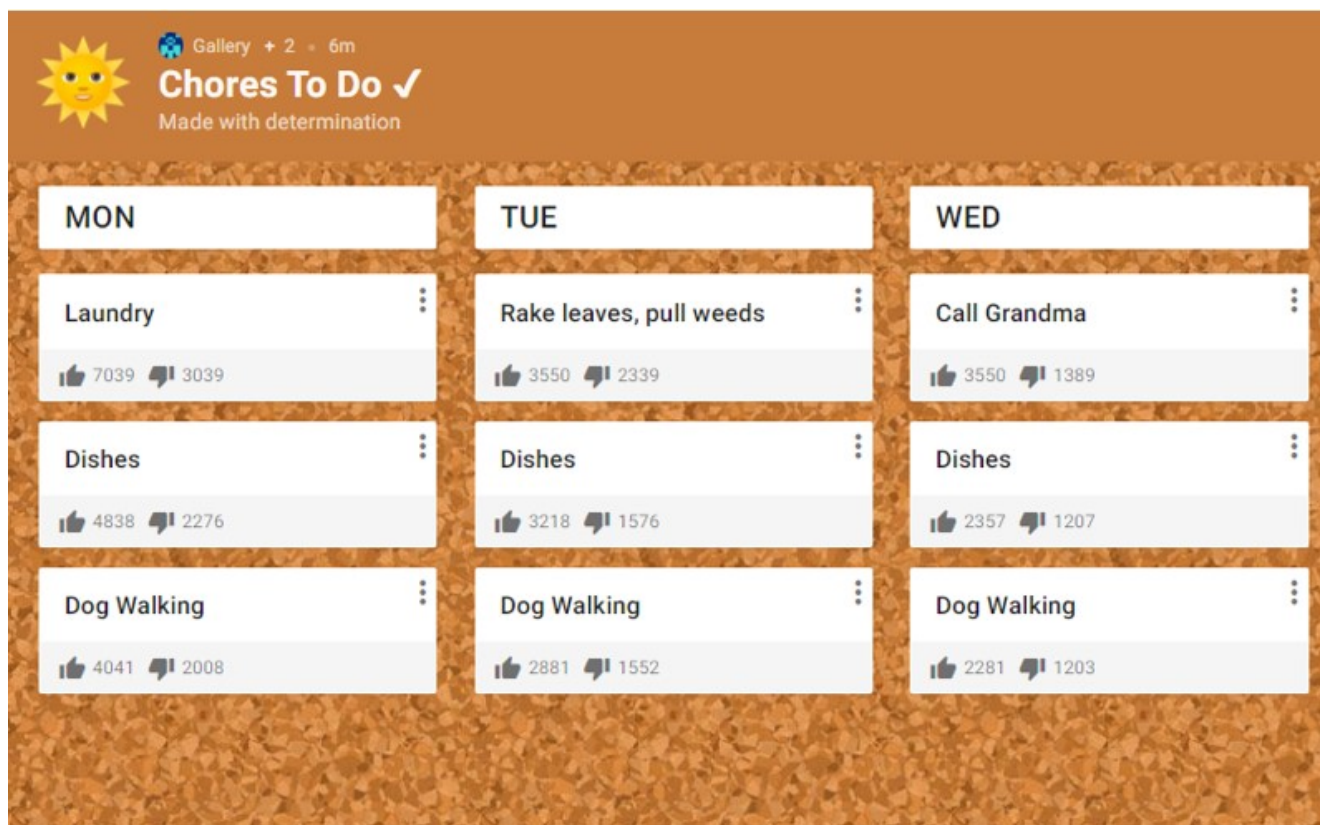 Gallery + 2 • 6m
Chores To Do ✓
Made with determination
MON
TUE
WED
Laundry
Rake leaves, pull weeds
Call Grandma
7039 3039
3550 2339
3550 1389
Dishes
Dishes
Dishes
4838 2276
3218 1576
2357 1207
Dog Walking
Dog Walking
Dog Walking
4041 2008
2881 1552
2281 1203